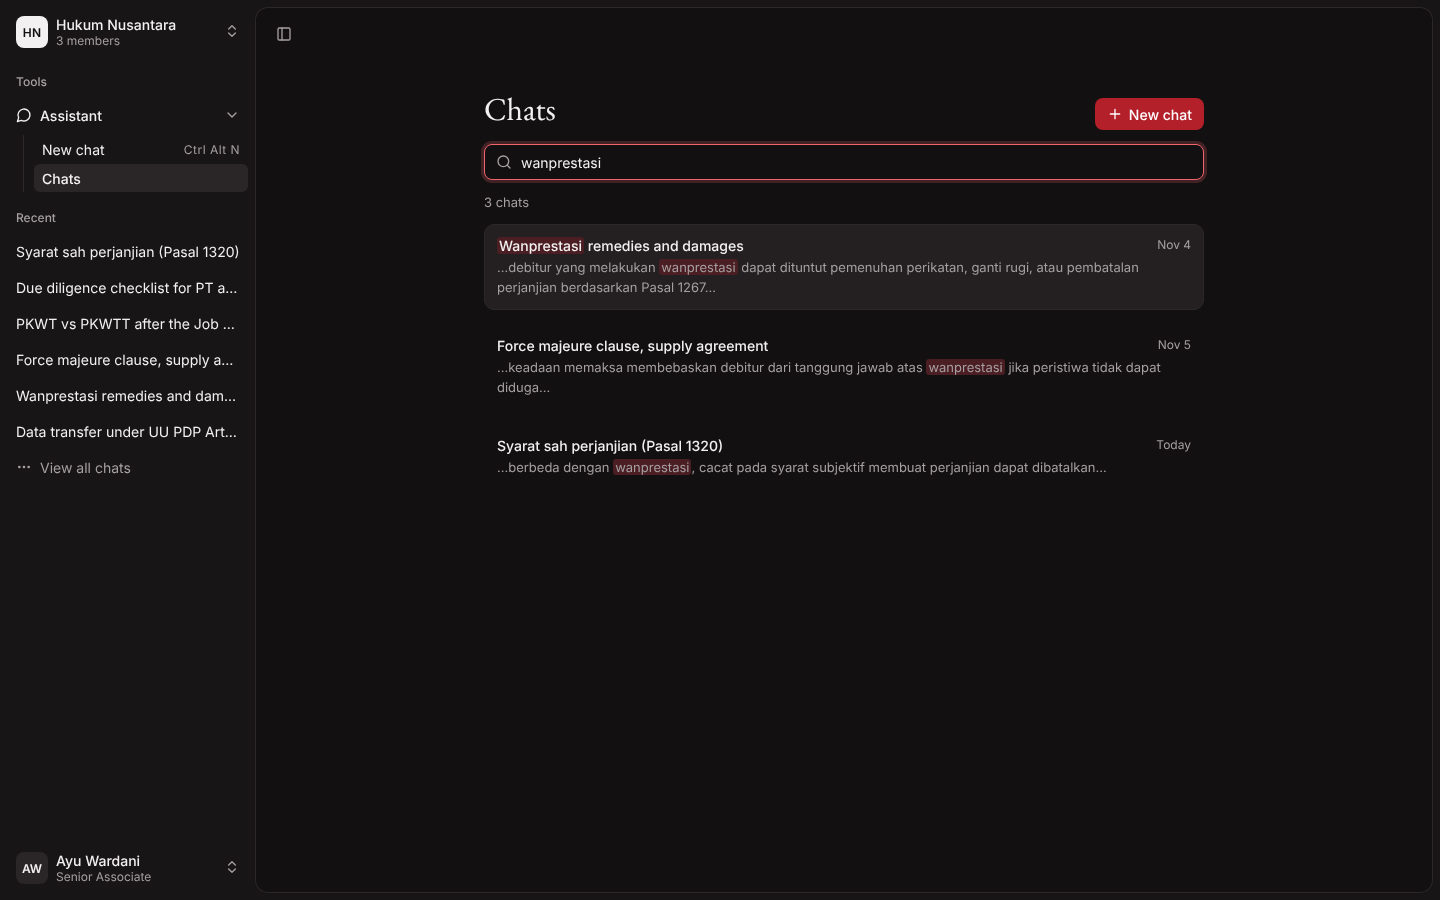 HN
Hukum Nusantara
3 members
Tools
Assistant
New chat Ctrl Alt N
Chats
Recent
Syarat sah perjanjian (Pasal 1320)
Due diligence checklist for PT a...
PKWT vs PKWTT after the Job ...
Force majeure clause, supply a...
Wanprestasi remedies and dam...
Data transfer under UU PDP Art...
View all chats
AW
Ayu Wardani
Senior Associate
Chats
New chat
wanprestasi
3 chats
Wanprestasi remedies and damages Nov 4
...debitur yang melakukan wanprestasi dapat dituntut pemenuhan perikatan, ganti rugi, atau pembatalan
perjanjian berdasarkan Pasal 1267...
Force majeure clause, supply agreement Nov 5
...keadaan memaksa membebaskan debitur dari tanggung jawab atas wanprestasi jika peristiwa tidak dapat
diduga...
Syarat sah perjanjian (Pasal 1320) Today
...berbeda dengan wanprestasi, cacat pada syarat subjektif membuat perjanjian dapat dibatalkan...